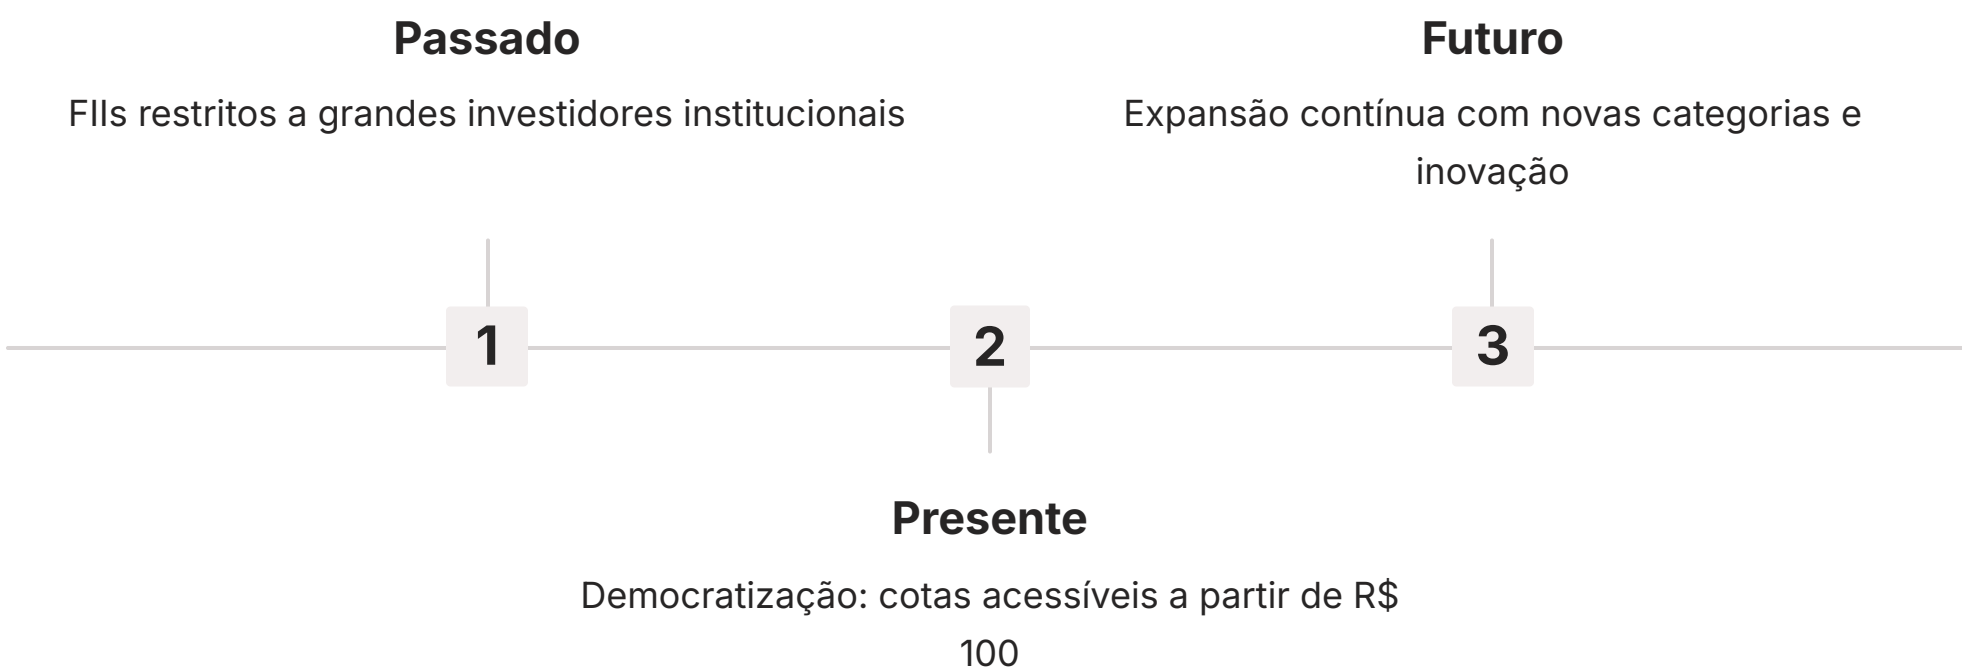 Passado
FIIs restritos a grandes investidores institucionais
Futuro
Expansão contínua com novas categorias e
inovação
1
2
3
Presente
Democratização: cotas acessíveis a partir de R$
100